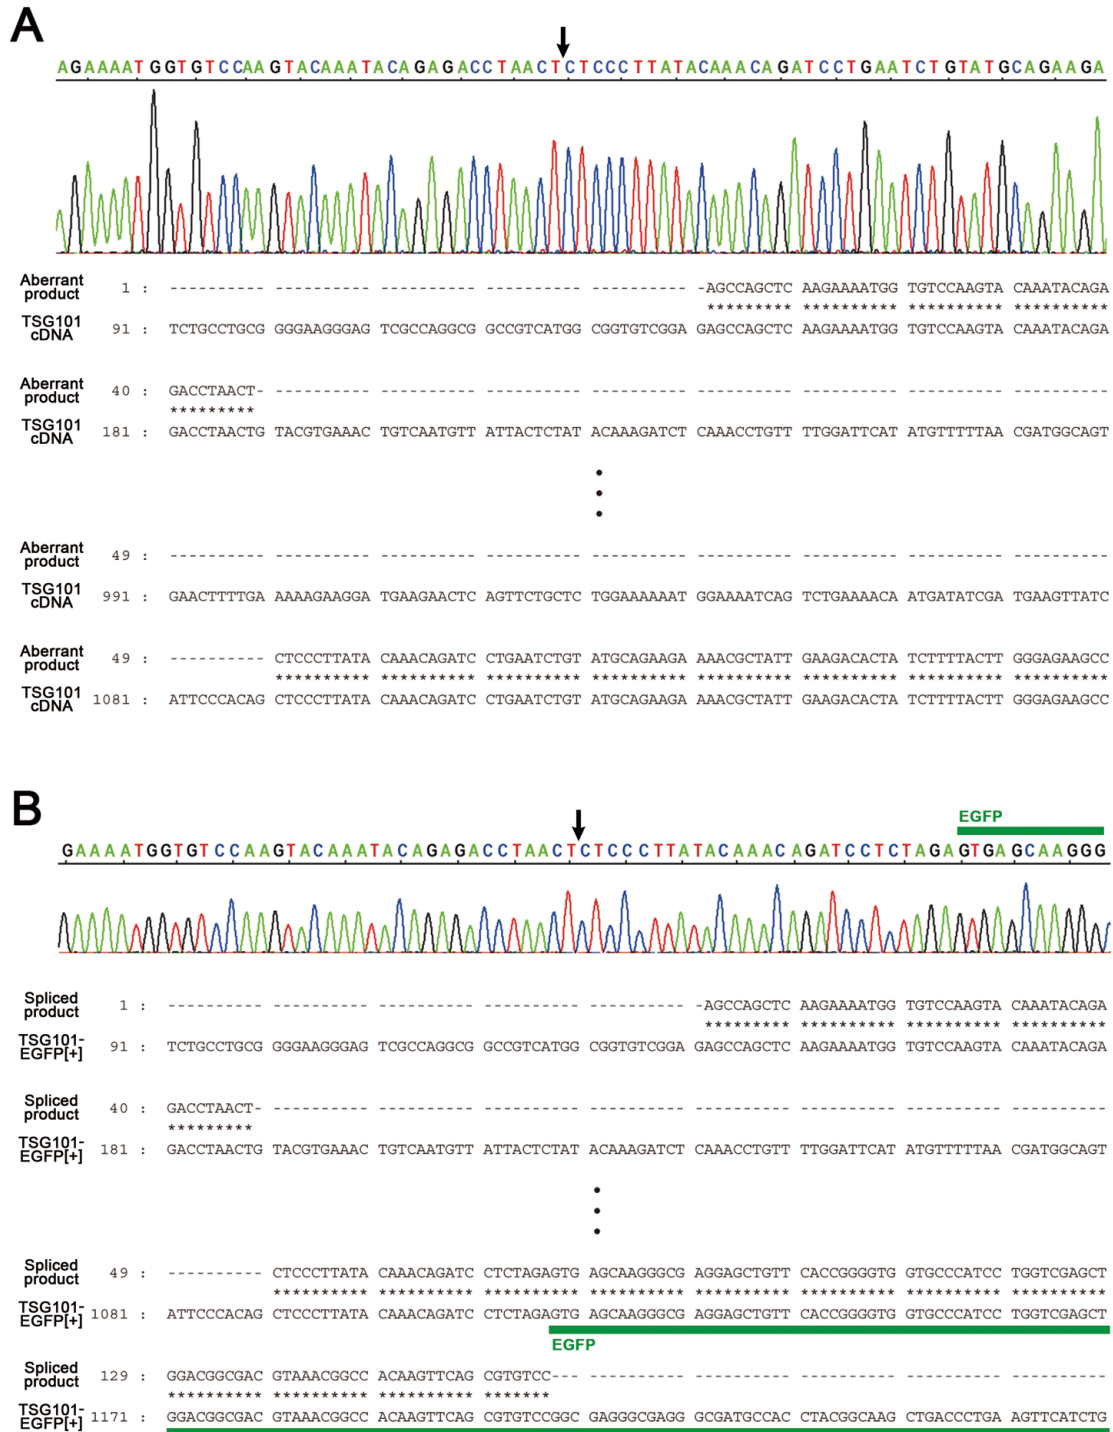 A
AGAAAATGGTGTCCAAGTACAAATACAGAGACCTAACTCTCCCTTATACAAACAGATCCTGAATCTGTATGCAGAAGA
Aberrant product 1 : ---------- ---------- ---------- ---------- ---------- -AGCCAGCTC AAGAAAATGG TGTCCAAGTA CAAATACAGA
********* ********** ********** **********
TSG101 cDNA 91 : TCTGCCTGCG GGGAAGGGAG TCGCCAGGCG GCCGTCATGG CGGTGTCGGA GAGCCAGCTC AAGAAAATGG TGTCCAAGTA CAAATACAGA
Aberrant product 40 : GACCTAACT- ---------- ---------- ---------- ---------- ---------- ---------- ---------- ----------
*********
TSG101 cDNA 181 : GACCTAACTG TACGTGAAAC TGTCAATGTT ATTACTCTAT ACAAAGATCT CAAACCTGTT TTGGATTCAT ATGTTTTTAA CGATGGCAGT
Aberrant product 49 : ---------- ---------- ---------- ---------- ---------- ---------- ---------- ---------- ----------
TSG101 cDNA 991 : GAACTTTTGA AAAAGAAGGA TGAAGAACTC AGTTCTGCTC TGGAAAAAAT GGAAAATCAG TCTGAAAACA ATGATATCGA TGAAGTTATC
Aberrant product 49 : ---------- CTCCCTTATA CAAACAGATC CTGAATCTGT ATGCAGAAGA AAACGCTATT GAAGACACTA TCTTTTACTT GGGAGAAGCC
********** ********** ********** ********** ********** ********** ********** **********
TSG101 cDNA 1081 : ATTCCCACAG CTCCCTTATA CAAACAGATC CTGAATCTGT ATGCAGAAGA AAACGCTATT GAAGACACTA TCTTTTACTT GGGAGAAGCC
B
EGFP
GAAAATGGTGTCCAAGTACAAATACAGAGACCTAACTCTCCCTTATACAAACAGATCCTCTAGAGTGAGCAAGGG
Spliced product 1 : ---------- ---------- ---------- ---------- ---------- -AGCCAGCTC AAGAAAATGG TGTCCAAGTA CAAATACAGA
********* ********** ********** **********
TSG101-EGFP[+] 91 : TCTGCCTGCG GGGAAGGGAG TCGCCAGGCG GCCGTCATGG CGGTGTCGGA GAGCCAGCTC AAGAAAATGG TGTCCAAGTA CAAATACAGA
Spliced product 40 : GACCTAACT- ---------- ---------- ---------- ---------- ---------- ---------- ---------- ----------
*********
TSG101-EGFP[+] 181 : GACCTAACTG TACGTGAAAC TGTCAATGTT ATTACTCTAT ACAAAGATCT CAAACCTGTT TTGGATTCAT ATGTTTTTAA CGATGGCAGT
Spliced product 49 : ---------- CTCCCTTATA CAAACAGATC CTCTAGAGTG AGCAAGGGCG AGGAGCTGTT CACCGGGGTG GTGCCCATCC TGGTCGAGCT
********** ********** ********** ********** ********** ********** ********** **********
TSG101-EGFP[+] 1081 : ATTCCCACAG CTCCCTTATA CAAACAGATC CTCTAGAGTG AGCAAGGGCG AGGAGCTGTT CACCGGGGTG GTGCCCATCC TGGTCGAGCT
EGFP
Spliced product 129 : GGACGGCGAC GTAAACGGCC ACAAGTTCAG CGTGTCC--- ---------- ---------- ---------- ---------- ----------
********** ********** ********** *******
TSG101-EGFP[+] 1171 : GGACGGCGAC GTAAACGGCC ACAAGTTCAG CGTGTCCGGC GAGGGCGAGG GCGATGCCAC CTACGGCAAG CTGACCCTGA AGTTCATCTG